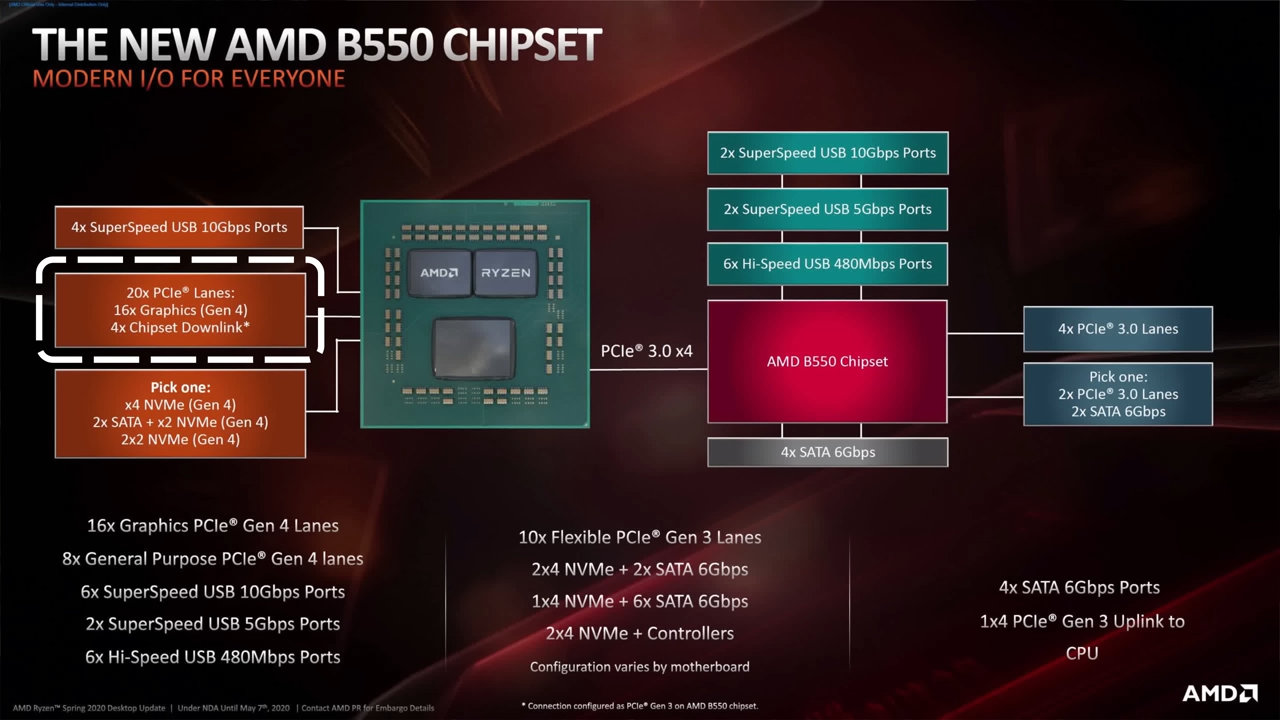 THE NEW AMD B550 CHIPSET
MODERN I/O FOR EVERYONE
4x SuperSpeed USB 10Gbps Ports
20x PCIe® Lanes:
16x Graphics (Gen 4)
4x Chipset Downlink*
Pick one:
x4 NVMe (Gen 4)
2x SATA + x2 NVMe (Gen 4)
2x2 NVMe (Gen 4)
AMD RYZEN
PCIe® 3.0 x4
2x SuperSpeed USB 10Gbps Ports
2x SuperSpeed USB 5Gbps Ports
6x Hi-Speed USB 480Mbps Ports
AMD B550 Chipset
4x SATA 6Gbps
4x PCIe® 3.0 Lanes
Pick one:
2x PCIe® 3.0 Lanes
2x SATA 6Gbps
16x Graphics PCIe® Gen 4 Lanes
8x General Purpose PCIe® Gen 4 lanes
6x SuperSpeed USB 10Gbps Ports
2x SuperSpeed USB 5Gbps Ports
6x Hi-Speed USB 480Mbps Ports
10x Flexible PCIe® Gen 3 Lanes
2x4 NVMe + 2x SATA 6Gbps
1x4 NVMe + 6x SATA 6Gbps
2x4 NVMe + Controllers
Configuration varies by motherboard
4x SATA 6Gbps Ports
1x4 PCIe® Gen 3 Uplink to
CPU
AMD Ryzen™ Spring 2020 Desktop Update | Under NDA Until May 7th, 2020 | Contact AMD PR for Embargo Details
* Connection configured as PCIe® Gen 3 on AMD B550 chipset.
AMD